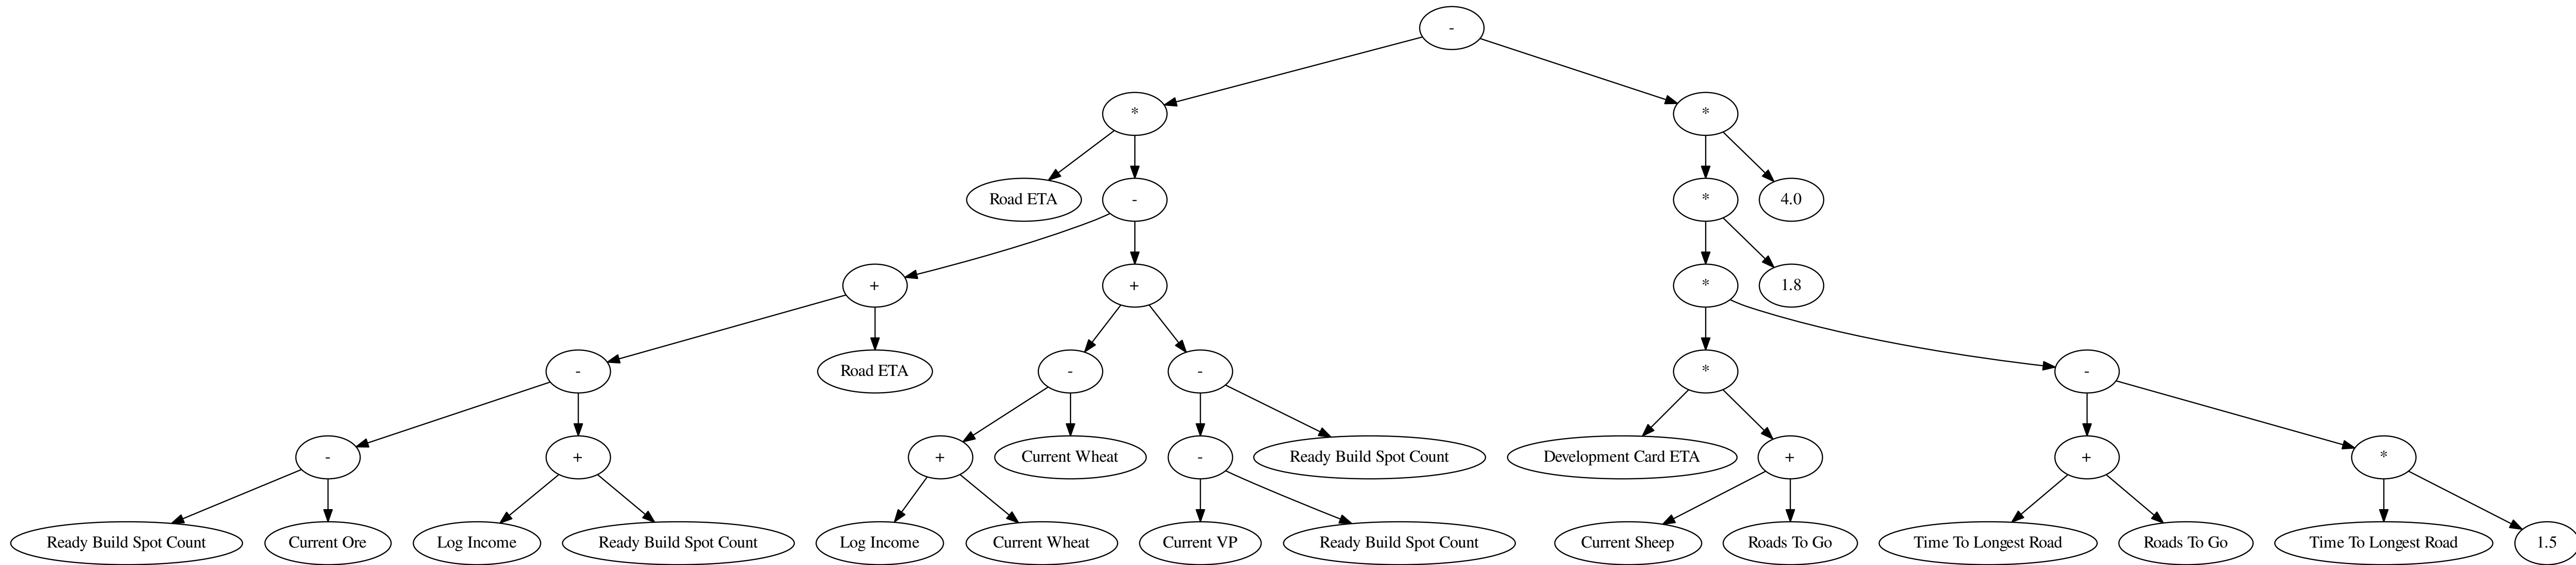 -
* *
Road ETA - * 4.0
+ + * 1.8
- Road ETA - - * -
- + + Current Wheat - Ready Build Spot Count Development Card ETA + + *
Ready Build Spot Count Current Ore Log Income Ready Build Spot Count Log Income Current Wheat Current VP Ready Build Spot Count Current Sheep Roads To Go Time To Longest Road Roads To Go Time To Longest Road 1.5